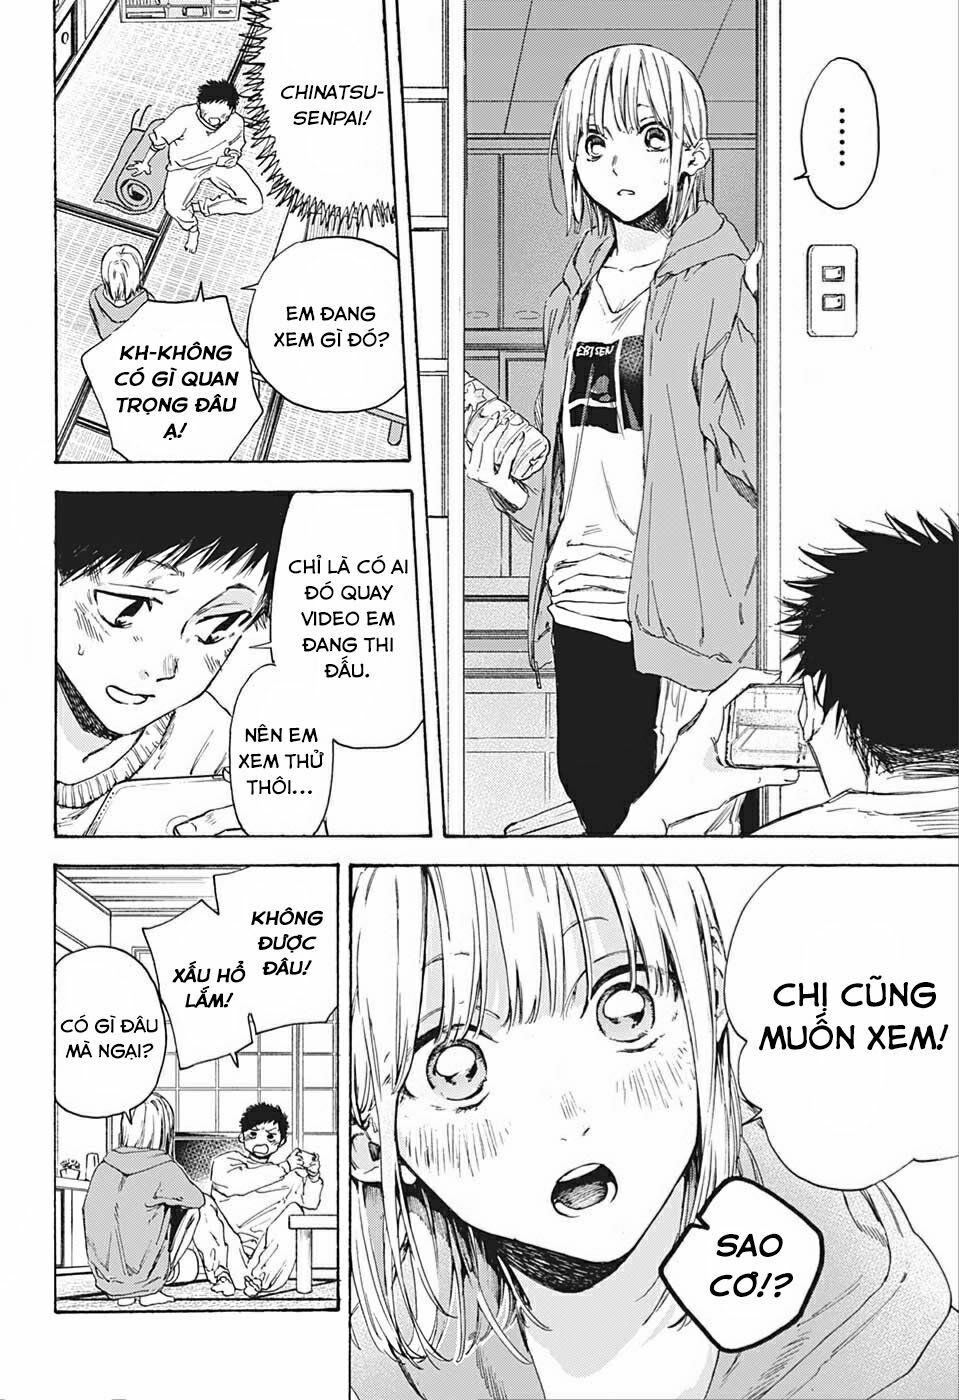 ......
EBISEN
CHINATSU-
SENPAI!
EM ĐANG
XEM GÌ ĐÓ?
KH-KHÔNG
CÓ GÌ QUAN
TRỌNG ĐÂU
Ạ!
CHỈ LÀ CÓ AI
ĐÓ QUAY
VIDEO EM
ĐANG THI
ĐẤU.
NÊN EM
XEM THỬ
THÔI...
CHỊ CŨNG
MUỐN XEM!
SAO
CƠ!?
KHÔNG
ĐƯỢC
ĐÂU!
XẤU HỔ
LẮM!
CÓ GÌ ĐÂU
MÀ NGẠI?